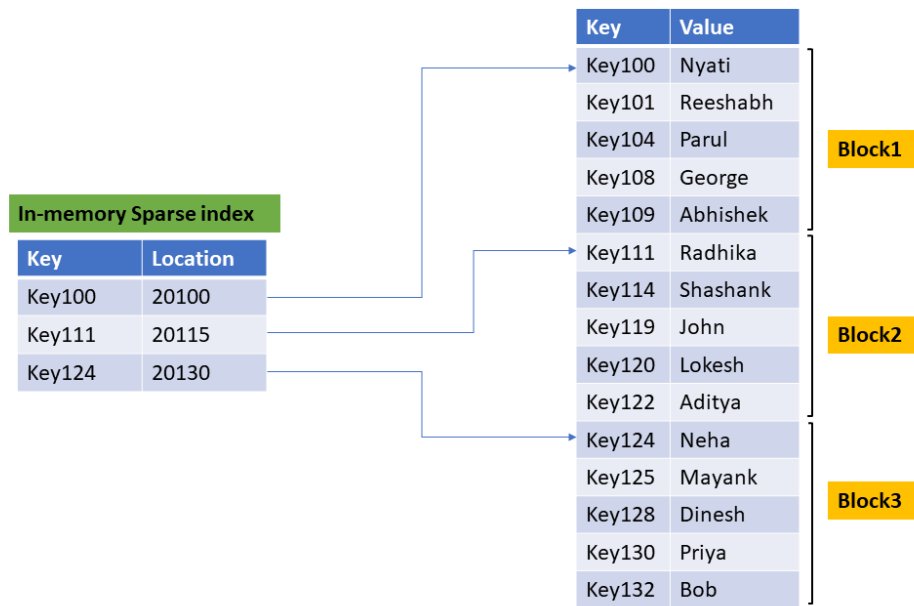 In-memory Sparse index
Key Location
Key100 20100
Key111 20115
Key124 20130
Key Value
Key100 Nyati
Key101 Reeshabh
Key104 Parul
Key108 George
Key109 Abhishek
Key111 Radhika
Key114 Shashank
Key119 John
Key120 Lokesh
Key122 Aditya
Key124 Neha
Key125 Mayank
Key128 Dinesh
Key130 Priya
Key132 Bob
Block1
Block2
Block3